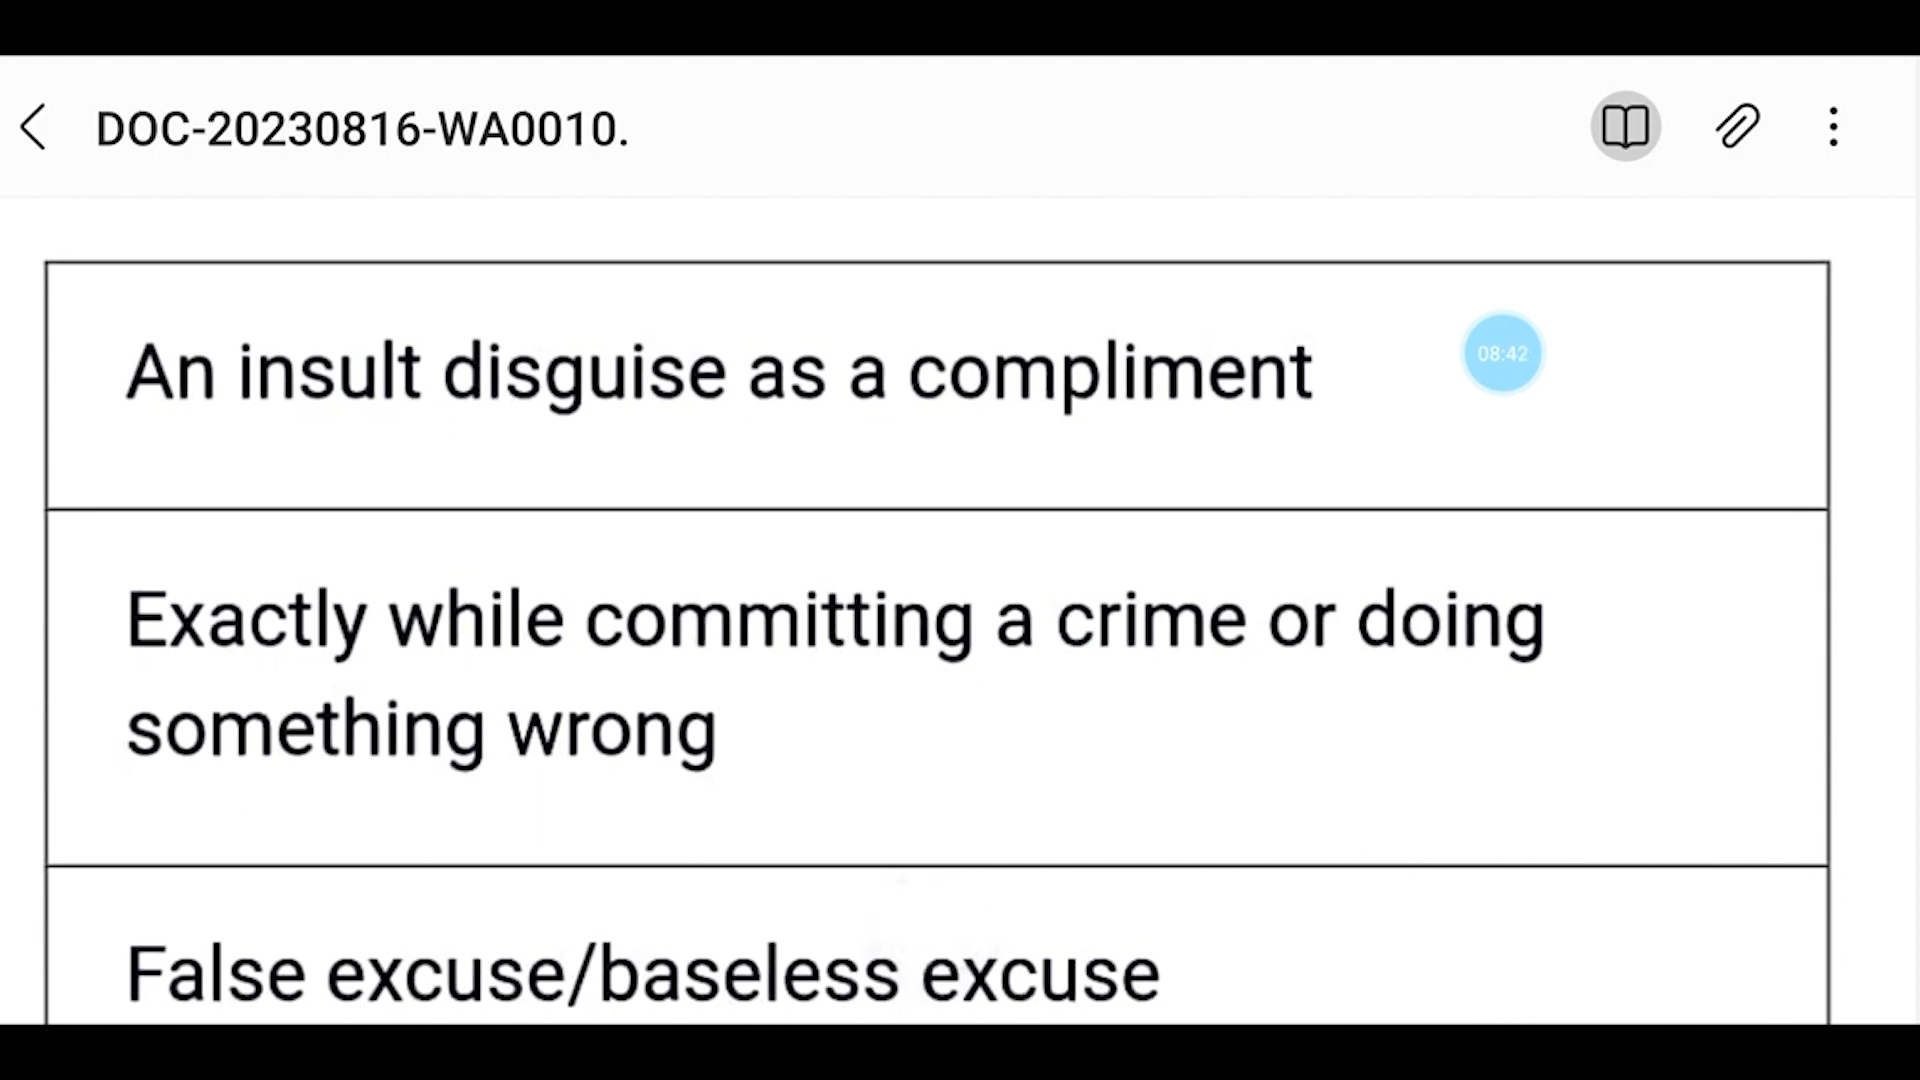 DOC-20230816-WA0010.
An insult disguise as a compliment
08:42
Exactly while committing a crime or doing
something wrong
False excuse/baseless excuse